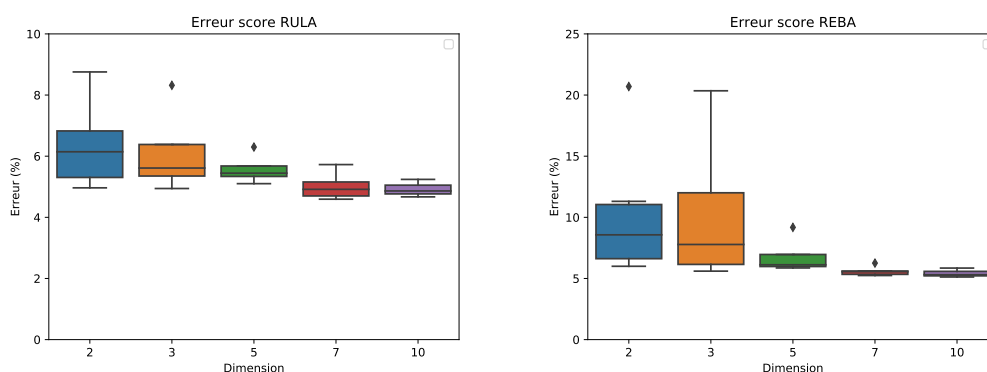 Erreur score RULA
10
8
6
4
2
0
Erreur (%)
2 3 5 7 10
Dimension
Erreur score REBA
25
20
15
10
5
0
Erreur (%)
2 3 5 7 10
Dimension